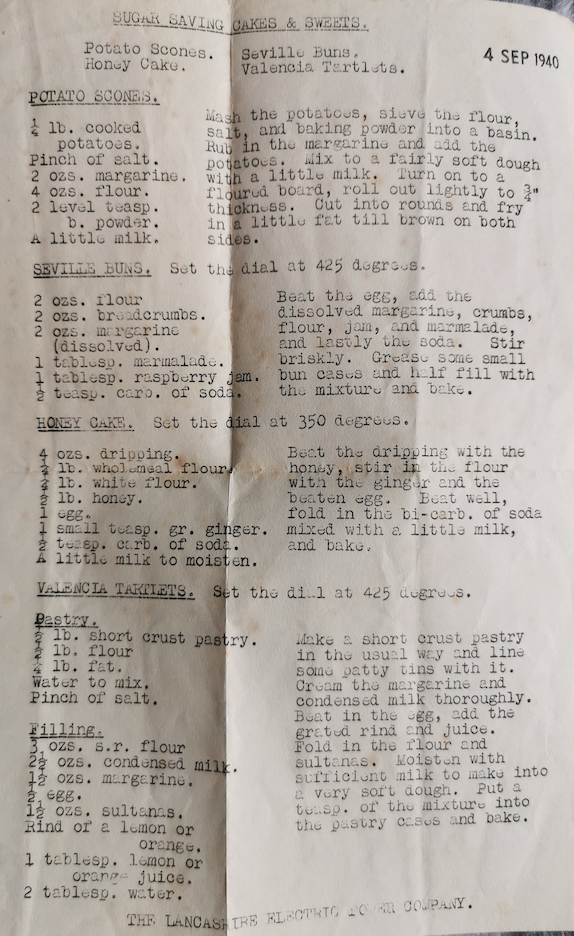 SUGAR SAVING CAKES & SWEETS.
Potato Scones. Seville Buns.
Honey Cake. Valencia Tartlets.
4 SEP 1940
POTATO SCONES.
¼ lb. cooked
potatoes.
Pinch of salt.
2 ozs. margarine.
4 ozs. flour.
2 level teasp.
b. powder.
A little milk.
Mash the potatoes, sieve the flour,
salt, and baking powder into a basin.
Rub in the margarine and add the
potatoes. Mix to a fairly soft dough
with a little milk. Turn on to a
floured board, roll out lightly to ¾"
thickness. Cut into rounds and fry
in a little fat till brown on both
sides.
SEVILLE BUNS. Set the dial at 425 degrees.
2 ozs. flour
2 ozs. breadcrumbs.
2 ozs. margarine
(dissolved).
1 tablesp. marmalade.
1 tablesp. raspberry jam.
½ teasp. carb. of soda.
Beat the egg, add the
dissolved margarine, crumbs,
flour, jam, and marmalade,
and lastly the soda. Stir
briskly. Grease some small
bun cases and half fill with
the mixture and bake.
HONEY CAKE. Set the dial at 350 degrees.
4 ozs. dripping.
lb. wholemeal flour.
lb. white flour.
½ lb. honey.
1 egg.
1 small teasp. gr. ginger.
½ teasp. carb. of soda.
A little milk to moisten.
Beat the dripping with the
honey, stir in the flour
with the ginger and the
beaten egg. Beat well,
fold in the bi-carb. of soda
mixed with a little milk,
and bake.
VALENCIA TARTLETS. Set the dial at 425 degrees.
Pastry.
½ lb. short crust pastry.
½ lb. flour
¼ lb. fat.
Water to mix.
Pinch of salt.
Filling.
3 ozs. s.r. flour
2½ ozs. condensed milk.
1½ ozs. margarine.
½ egg.
1½ ozs. sultanas.
Rind of a lemon or
orange.
1 tablesp. lemon or
orange juice.
2 tablesp. water.
Make a short crust pastry
in the usual way and line
some patty tins with it.
Cream the margarine and
condensed milk thoroughly.
Beat in the egg, add the
grated rind and juice.
Fold in the flour and
sultanas. Moisten with
sufficient milk to make into
a very soft dough. Put a
teasp. of the mixture into
the pastry cases and bake.
THE LANCASHIRE ELECTRIC POWER COMPANY.